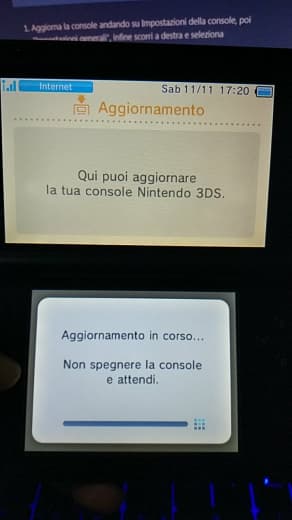 1. Aggiorna la console andando su Impostazioni della console, poi
"Impostazioni generali", infine scorri a destra e seleziona
Internet
Sab 11/11 17:20
Aggiornamento
Qui puoi aggiornare
la tua console Nintendo 3DS.
Aggiornamento in corso...
Non spegnere la console
e attendi.